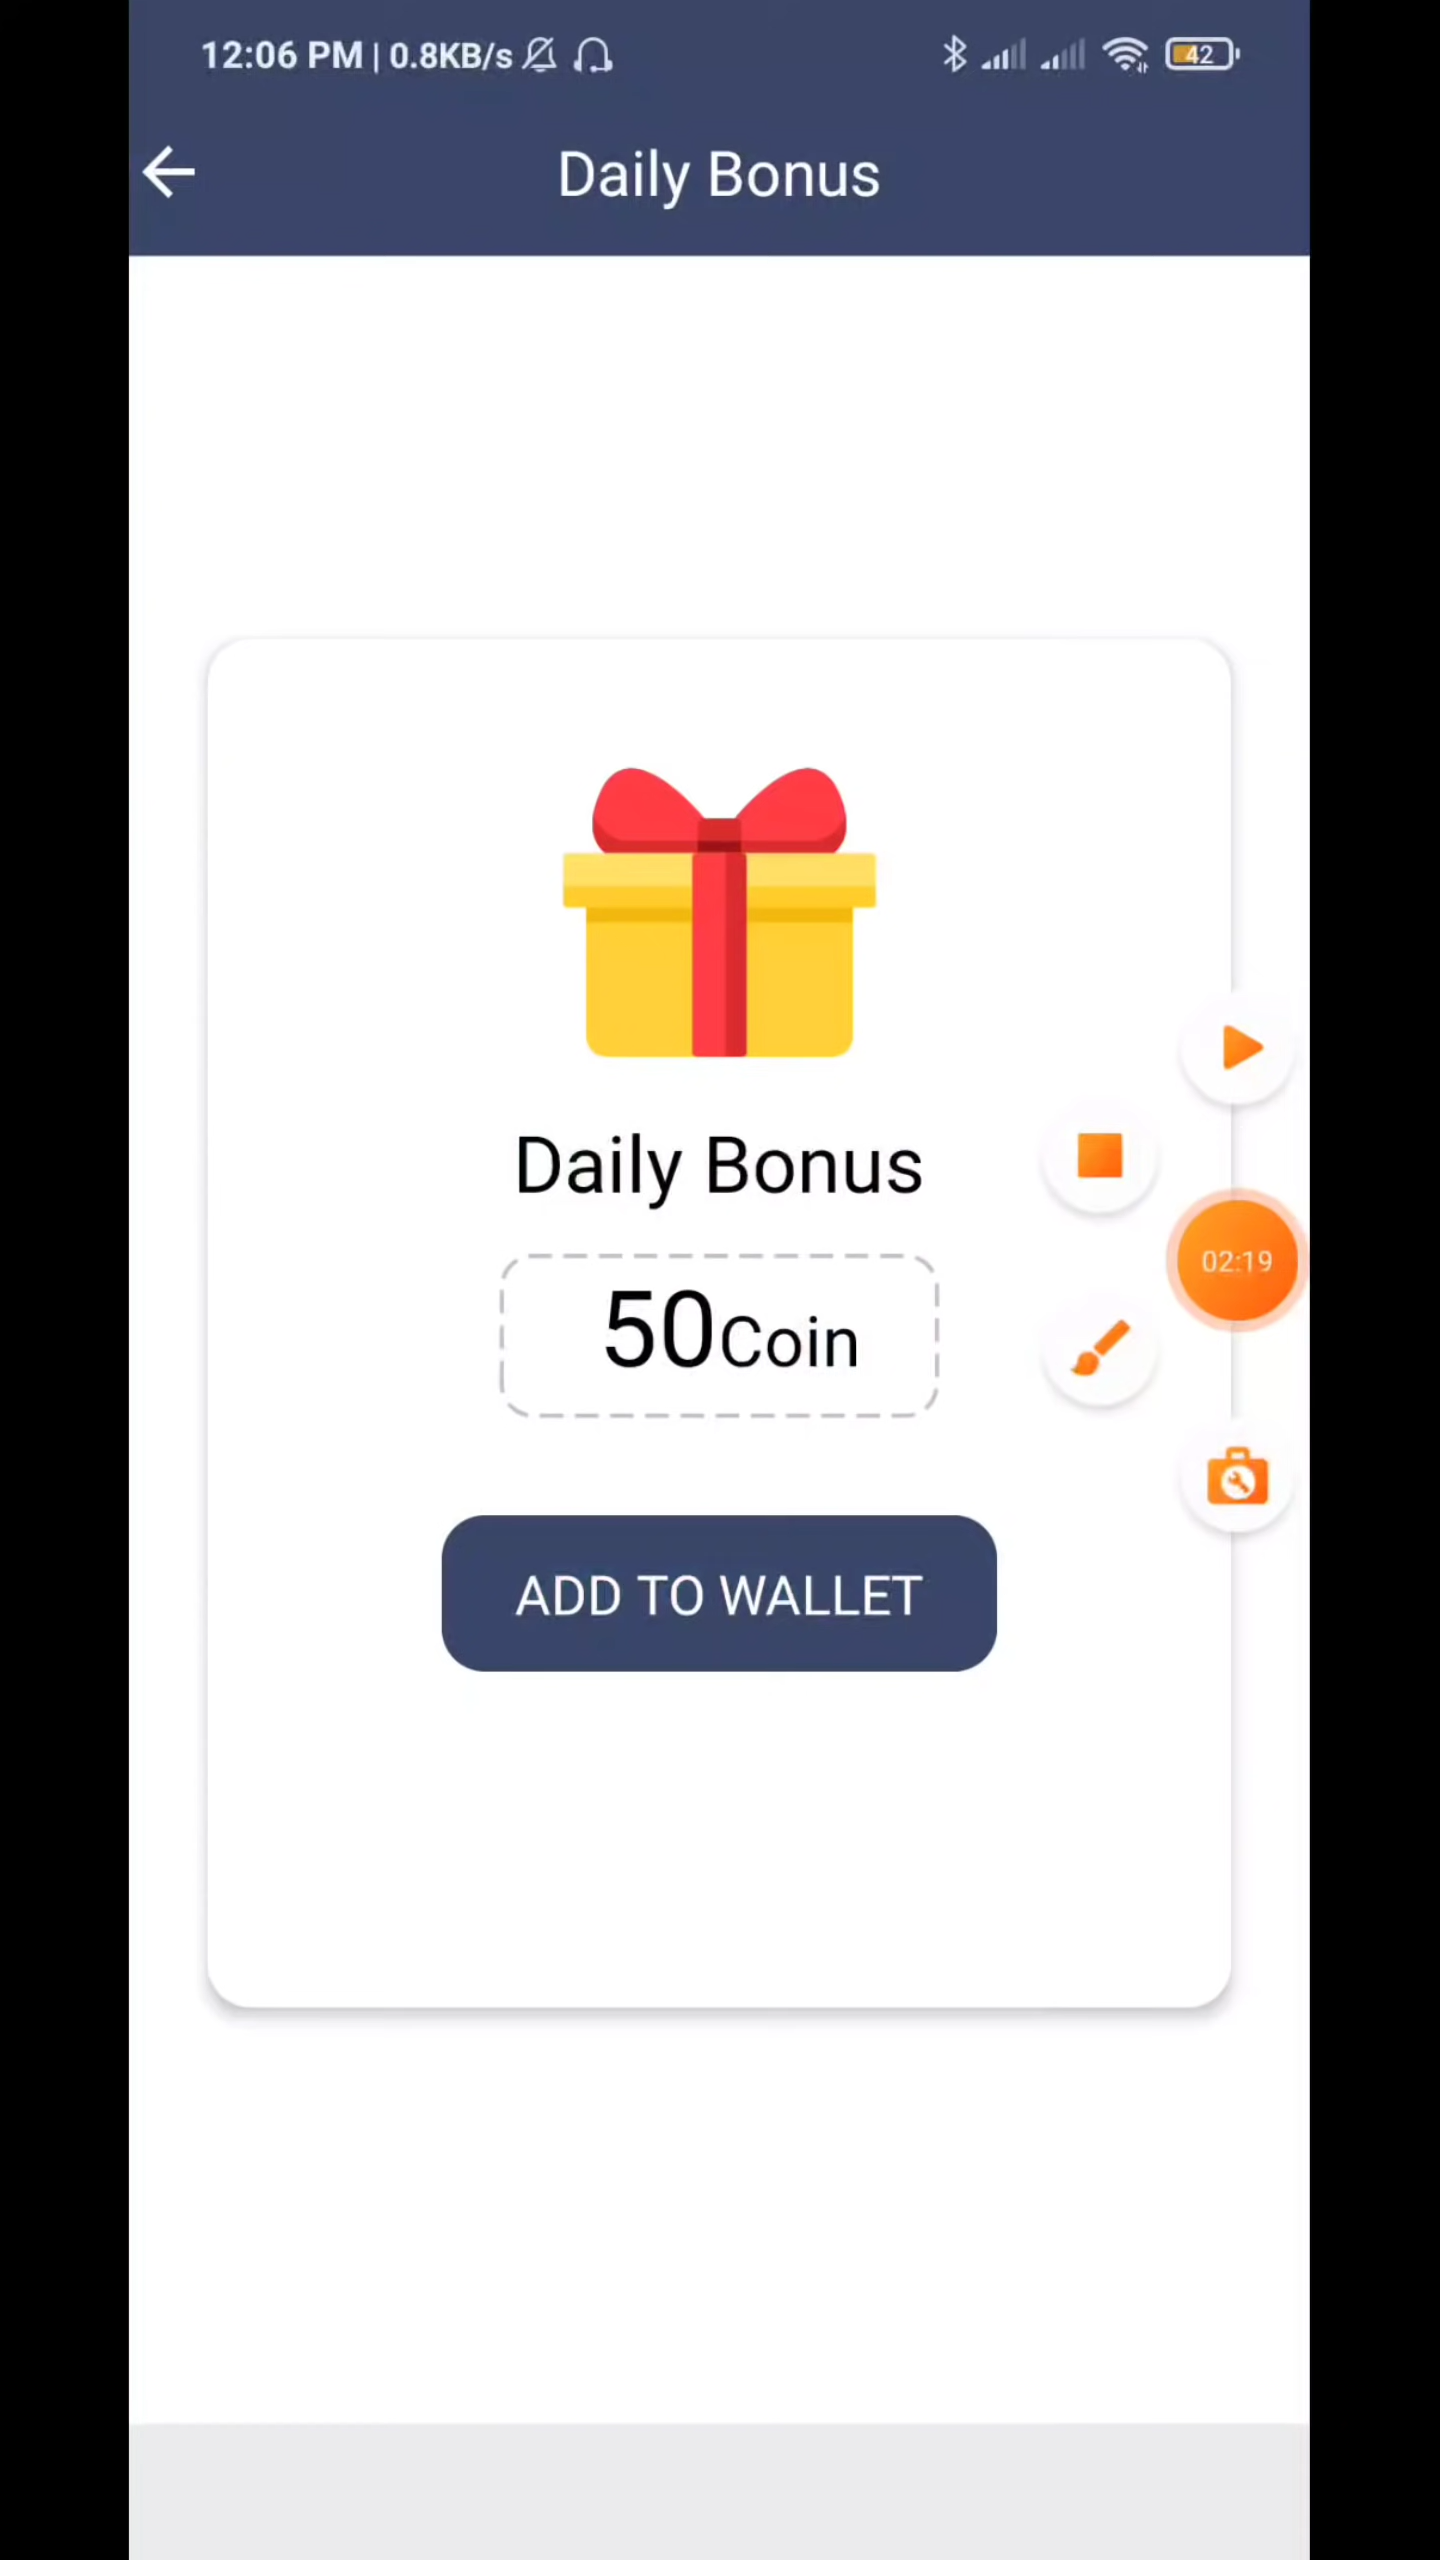 12:06 PM | 0.8KB/s
42
Daily Bonus
Daily Bonus
02:19
50Coin
ADD TO WALLET